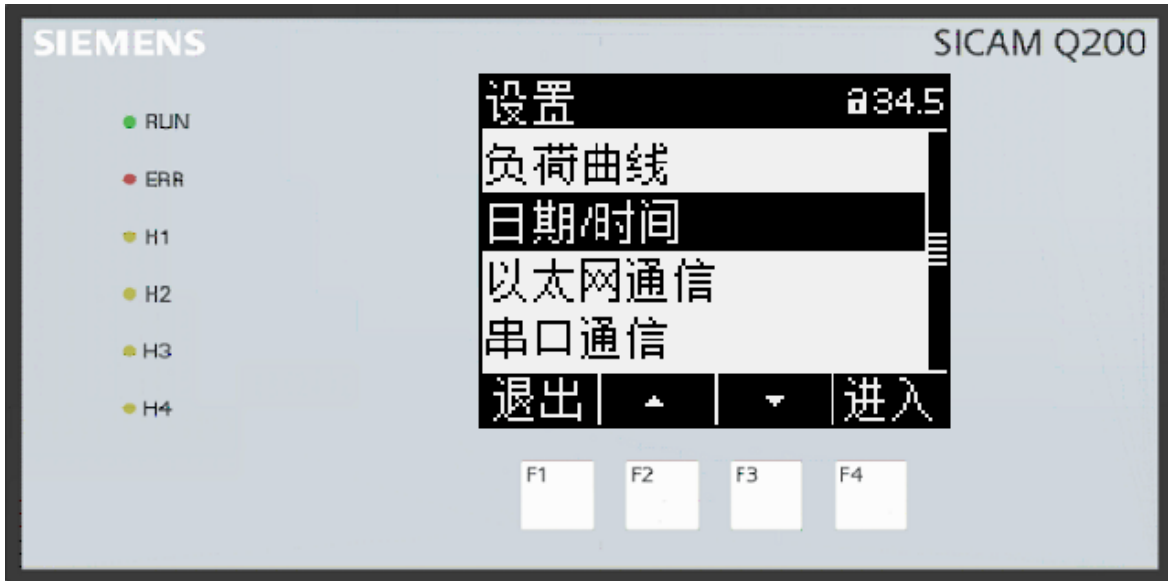 SIEMENS
SICAM Q200
RUN
ERR
H1
H2
H3
H4
设置 34.5
负荷曲线
日期/时间
以太网通信
串口通信
退出 进入
F1 F2 F3 F4